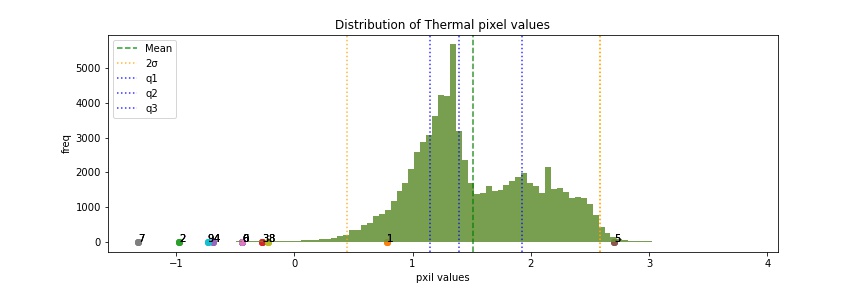 Distribution of Thermal pixel values
Mean
2σ
q1
q2
q3
freq
5000
4000
3000
2000
1000
0
7
2
94
38
1
5
−1
0
1
2
3
4
pxil values